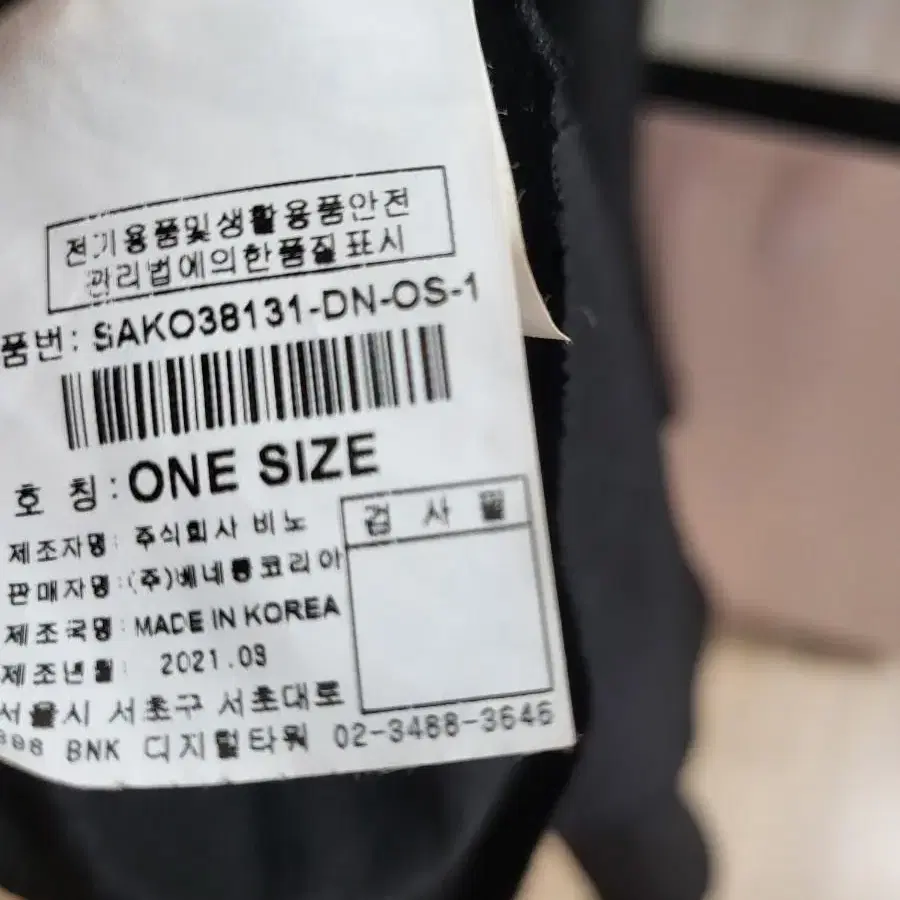 전기용품및생활용품안전
관리법에의한품질표시
품번: SAKO38131-DN-OS-1
호 칭: ONE SIZE
검 사 필
제조자명: 주식회사 비노
판매자명:(주)베네통코리아
제조국명: MADE IN KOREA
제조년월: 2021.09
서울시 서초구 서초대로
398 BNK 디지털타워 02-3488-3646